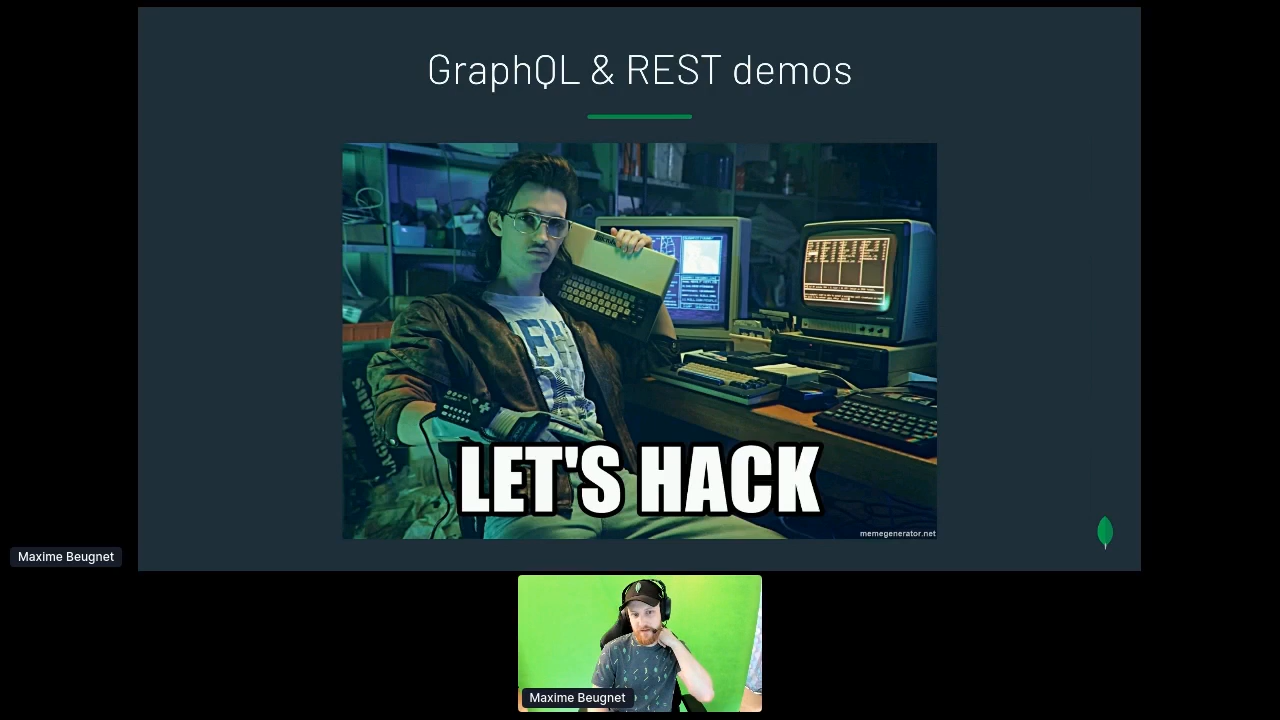 GraphQL & REST demos
LET'S HACK
memegenerator.net
Maxime Beugnet
Maxime Beugnet